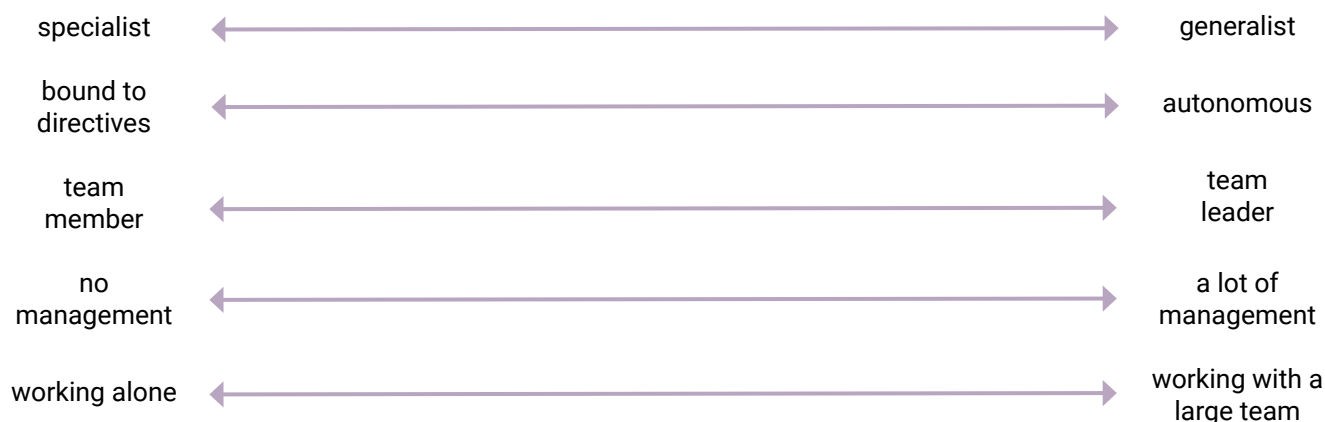 specialist
generalist
bound to
directives
autonomous
team
member
team
leader
no
management
a lot of
management
working alone
working with a
large team